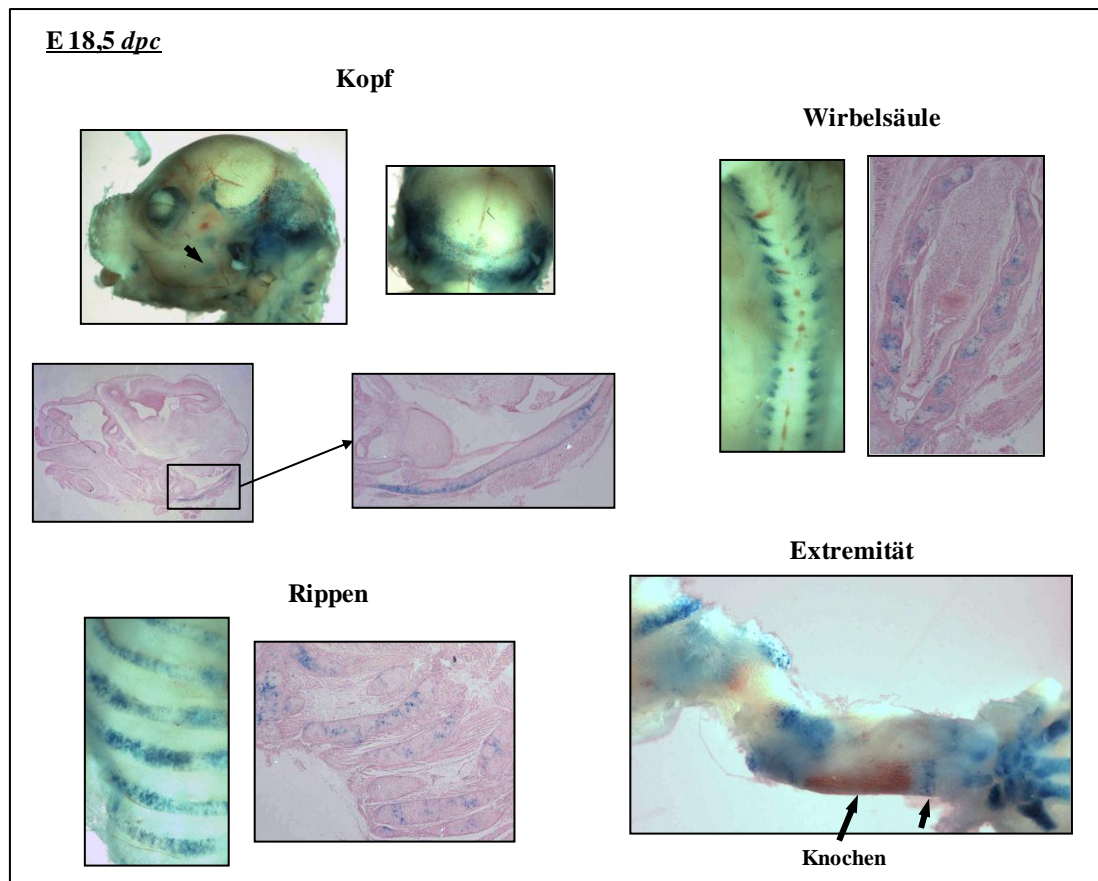 E 18,5 dpc
Kopf
Wirbelsäule
Extremität
Rippen
Knochen